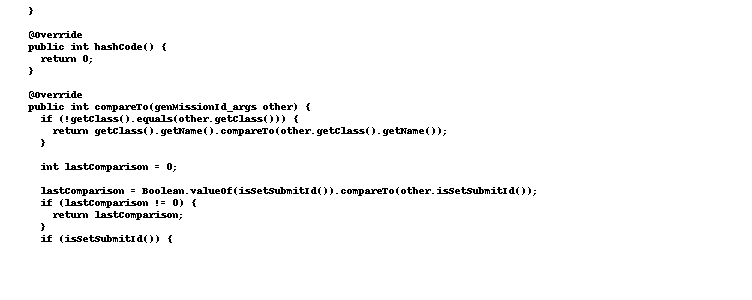 }
@Override
public int hashCode() {
return 0;
}
@Override
public int compareTo(genMissionId_args other) {
if (!getClass().equals(other.getClass())) {
return getClass().getName().compareTo(other.getClass().getName());
}
int lastComparison = 0;
lastComparison = Boolean.valueOf(isSetSubmitId()).compareTo(other.isSetSubmitId());
if (lastComparison != 0) {
return lastComparison;
}
if (isSetSubmitId()) {